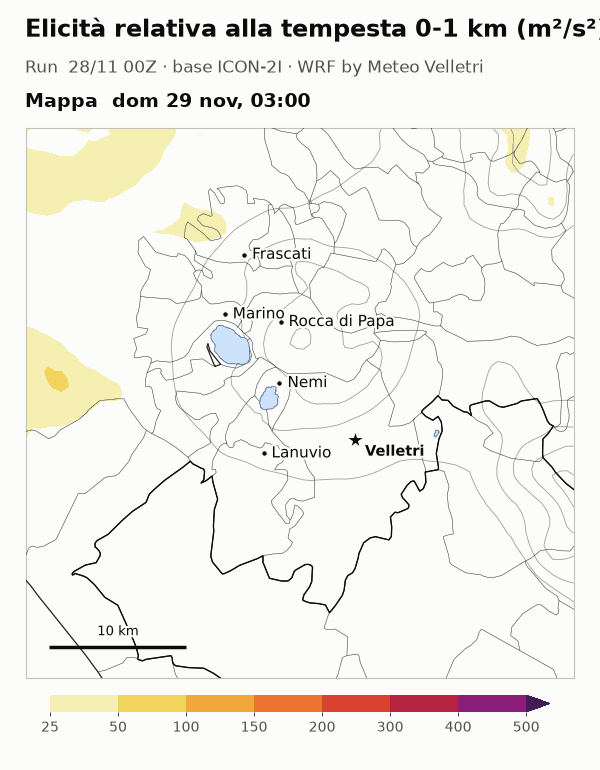 Elicità relativa alla tempesta 0-1 km (m²/s²)
Run  28/11 00Z · base ICON-2I · WRF by Meteo Velletri
Mappa  dom 29 nov, 03:00
Frascati
Marino
Rocca di Papa
Nemi
Velletri
Lanuvio
10 km
25 50 100 150 200 300 400 500